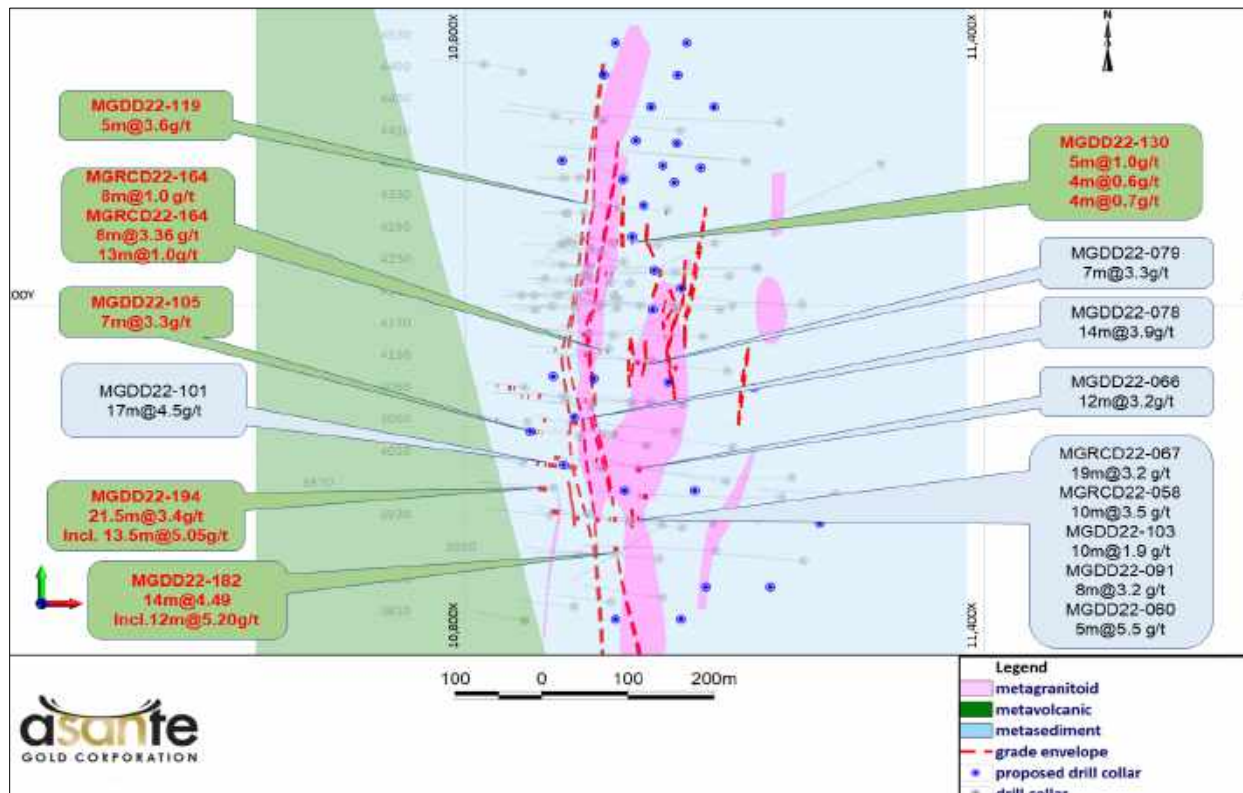 10,800X
11,400X
N
MGDD22-119
5m@3.6g/t
MGRCD22-164
8m@1.0 g/t
MGRCD22-164
8m@3.36 g/t
13m@1.0g/t
MGDD22-105
7m@3.3g/t
MGDD22-101
17m@4.5g/t
MGDD22-194
21.5m@3.4g/t
Incl. 13.5m@5.05g/t
MGDD22-182
14m@4.49
Incl.12m@5.20g/t
MGDD22-130
5m@1.0g/t
4m@0.6g/t
4m@0.7g/t
MGDD22-079
7m@3.3g/t
MGDD22-078
14m@3.9g/t
MGDD22-066
12m@3.2g/t
MGRCD22-067
19m@3.2 g/t
MGRCD22-058
10m@3.5 g/t
MGDD22-103
10m@1.9 g/t
MGDD22-091
8m@3.2 g/t
MGDD22-060
5m@5.5 g/t
00Y
10,800X
11,400X
100 0 100 200m
asante
GOLD CORPORATION
Legend
metagranitoid
metavolcanic
metasediment
grade envelope
proposed drill collar
drill collar